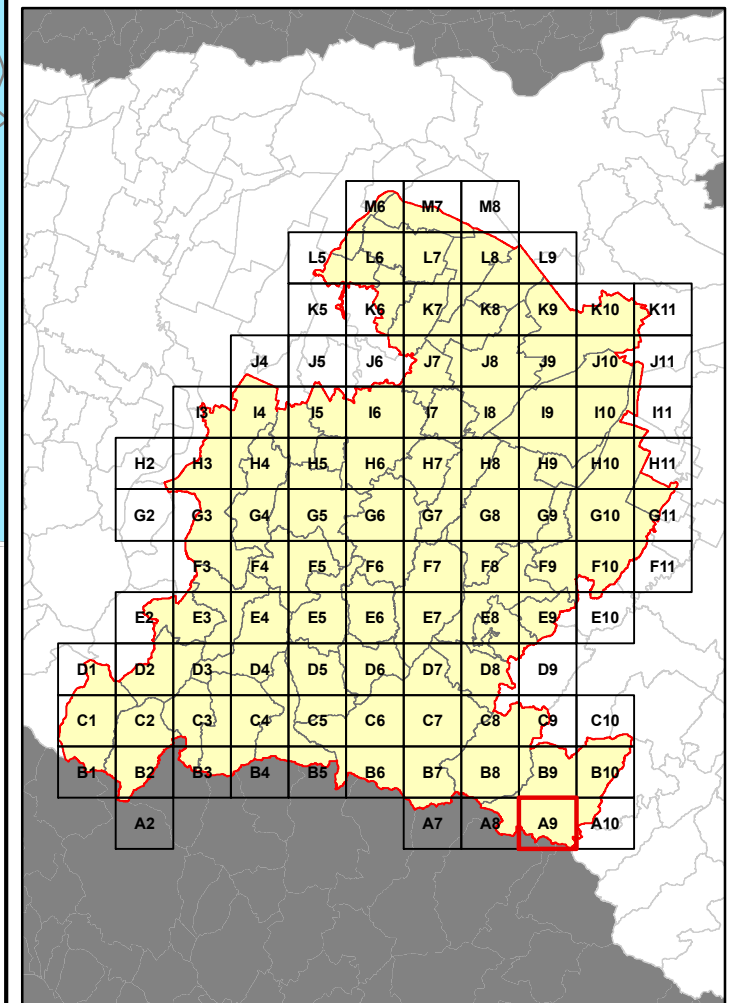 M6 M7 M8
L5 L6 L7 L8 L9
K5 K6 K7 K8 K9 K10 K11
J4 J5 J6 J7 J8 J9 J10 J11
I3 I4 I5 I6 I7 I8 I9 I10 I11
H2 H3 H4 H5 H6 H7 H8 H9 H10 H11
G2 G3 G4 G5 G6 G7 G8 G9 G10 G11
F3 F4 F5 F6 F7 F8 F9 F10 F11
E2 E3 E4 E5 E6 E7 E8 E9 E10
D1 D2 D3 D4 D5 D6 D7 D8 D9
C1 C2 C3 C4 C5 C6 C7 C8 C9 C10
B1 B2 B3 B4 B5 B6 B7 B8 B9 B10
A2 A7 A8 A9 A10